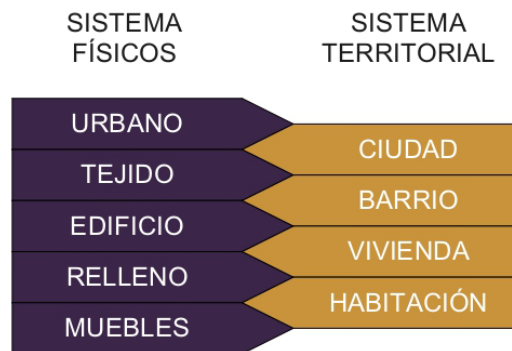 SISTEMA
FÍSICOS
SISTEMA
TERRITORIAL
URBANO
TEJIDO
EDIFICIO
RELLENO
MUEBLES
CIUDAD
BARRIO
VIVIENDA
HABITACIÓN